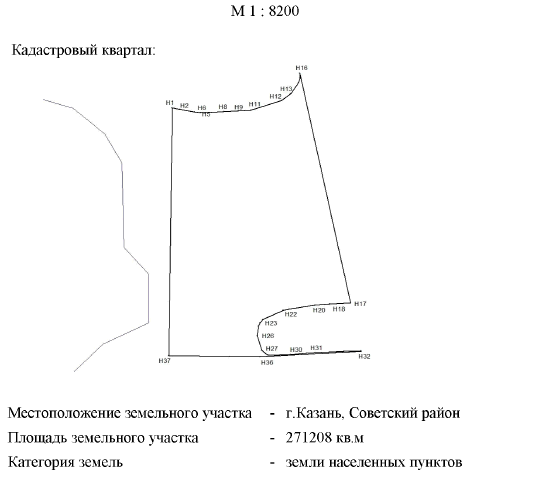 М 1 : 8200
Кадастровый квартал:
Н16
Н13
Н12
Н1
Н2
Н6
Н8
Н9
Н11
Н5
Н17
Н18
Н20
Н22
Н23
Н26
Н27
Н30
Н31
Н32
Н36
Н37
Местоположение земельного участка - г.Казань, Советский район
Площадь земельного участка - 271208 кв.м
Категория земель - земли населенных пунктов